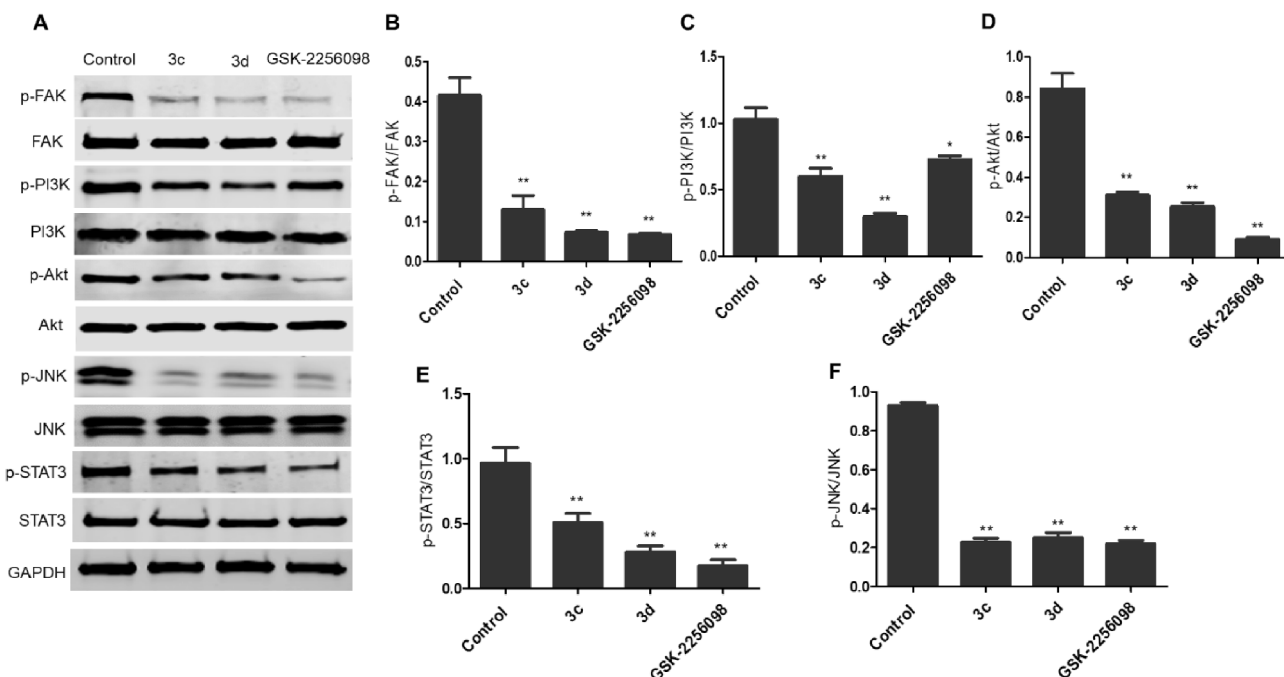 A
Control 3c 3d GSK-2256098
p-FAK
FAK
p-PI3K
PI3K
p-Akt
Akt
p-JNK
JNK
p-STAT3
STAT3
GAPDH
B
p-FAK/FAK
0.5
0.4
0.3
0.2
0.1
0.0
**
**
**
Control
3c
3d
GSK-2256098
C
p-PI3K/PI3K
1.5
1.0
0.5
0.0
**
**
*
Control
3c
3d
GSK-2256098
D
p-Akt/Akt
1.0
0.8
0.6
0.4
0.2
0.0
**
**
**
Control
3c
3d
GSK-2256098
E
p-STAT3/STAT3
1.5
1.0
0.5
0.0
**
**
**
Control
3c
3d
GSK-2256098
F
p-JNK/JNK
1.0
0.8
0.6
0.4
0.2
0.0
**
**
**
Control
3c
3d
GSK-2256098